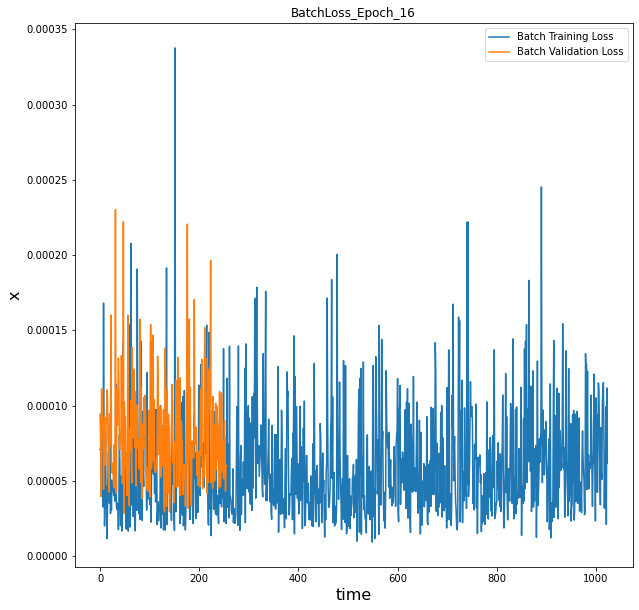 BatchLoss_Epoch_16
Batch Training Loss
Batch Validation Loss
0.00035
0.00030
0.00025
0.00020
0.00015
0.00010
0.00005
0.00000
x
0 200 400 600 800 1000
time